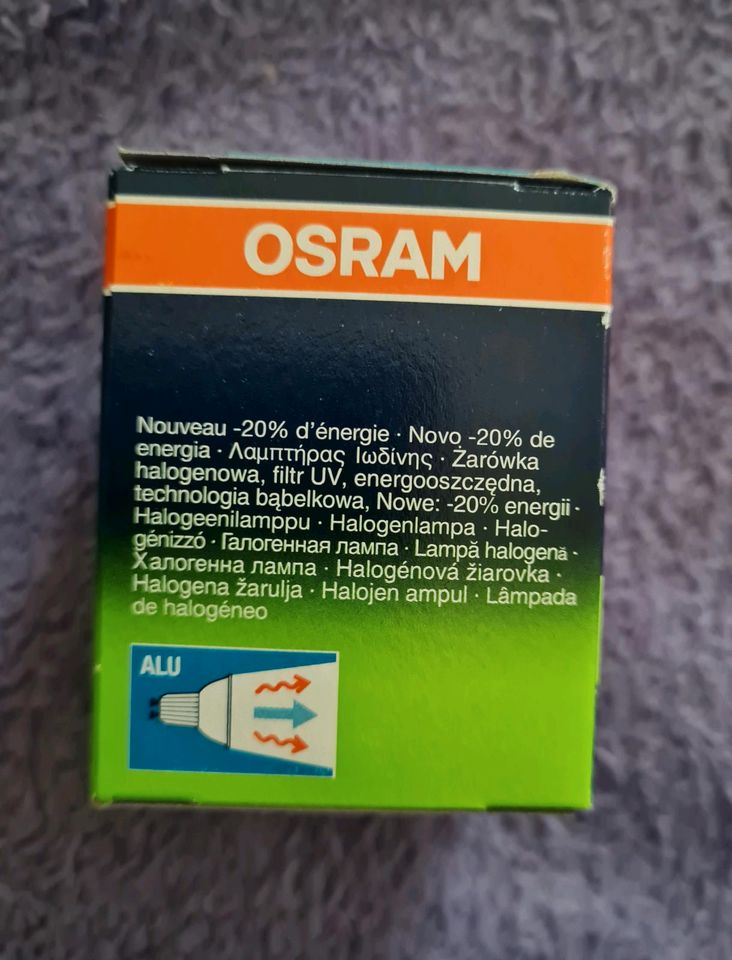 OSRAM
Nouveau -20% d'énergie · Novo -20% de
energia · Λαμπτήρας Ιωδίνης · Żarówka
halogenowa, filtr UV, energooszczędna,
technologia bąbelkowa, Nowe: -20% energii ·
Halogeenilamppu · Halogenlampa · Halo-
génizzó · Галогенная лампа · Lampă halogenă ·
Халогенна лампа · Halogénová žiarovka ·
Halogena žarulja · Halojen ampul · Lâmpada
de halogéneo
ALU